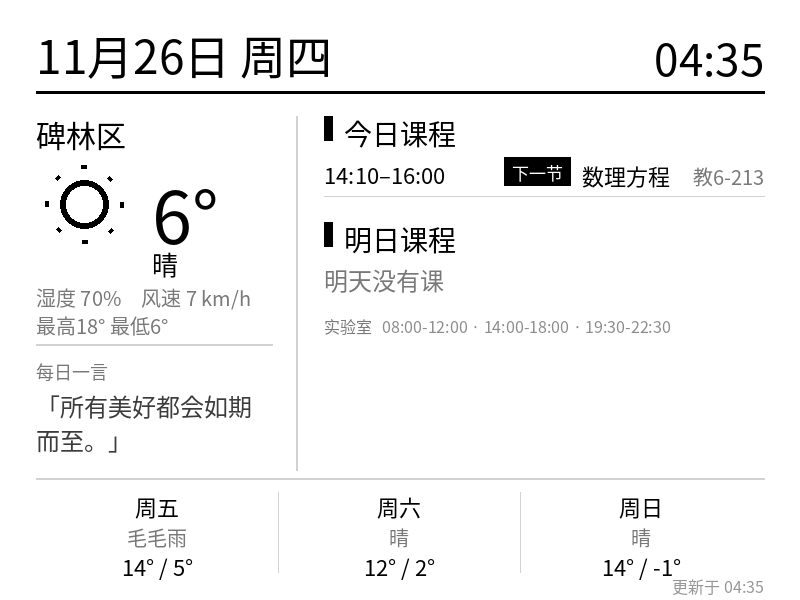 11月26日 周四
04:35
碑林区
6°
晴
湿度 70% 风速 7 km/h
最高18° 最低6°
每日一言
「所有美好都会如期
而至。」
今日课程
14:10–16:00 下一节 数理方程 教6-213
明日课程
明天没有课
实验室 08:00-12:00 · 14:00-18:00 · 19:30-22:30
周五
毛毛雨
14° / 5°
周六
晴
12° / 2°
周日
晴
14° / -1°
更新于 04:35